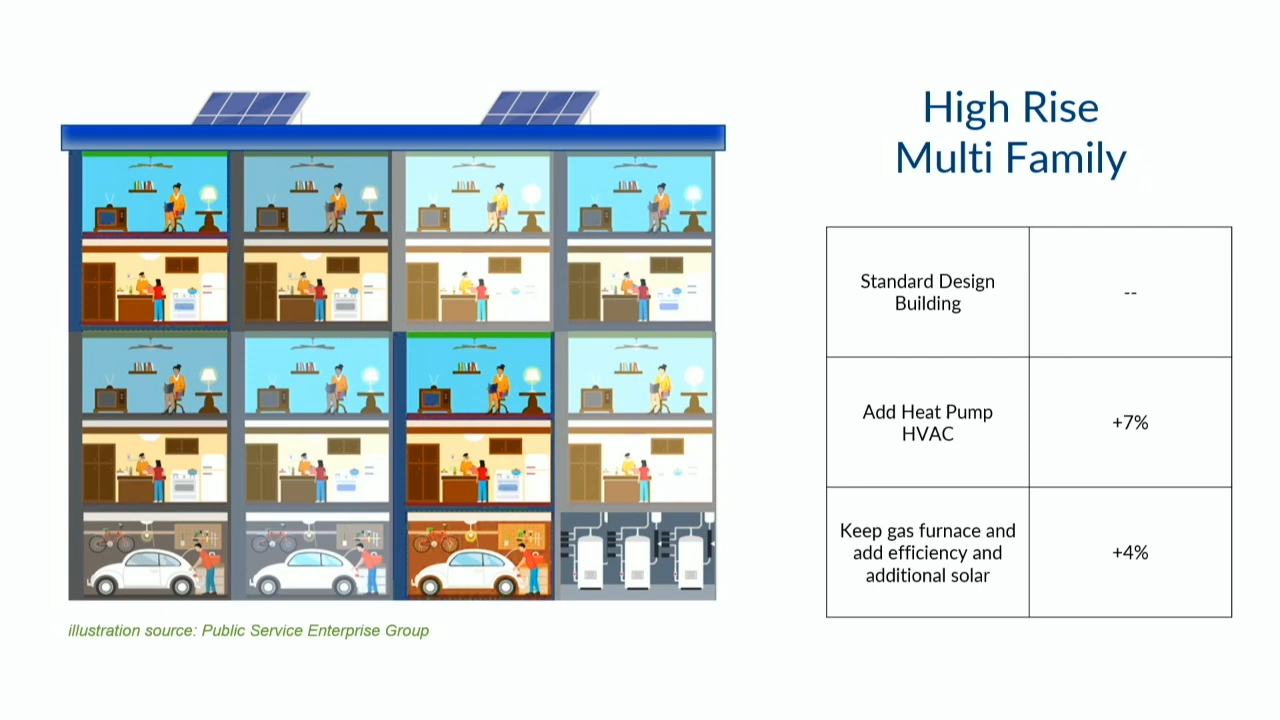 High Rise
Multi Family
Standard Design
Building
--
Add Heat Pump
HVAC
+7%
Keep gas furnace and
add efficiency and
additional solar
+4%
illustration source: Public Service Enterprise Group